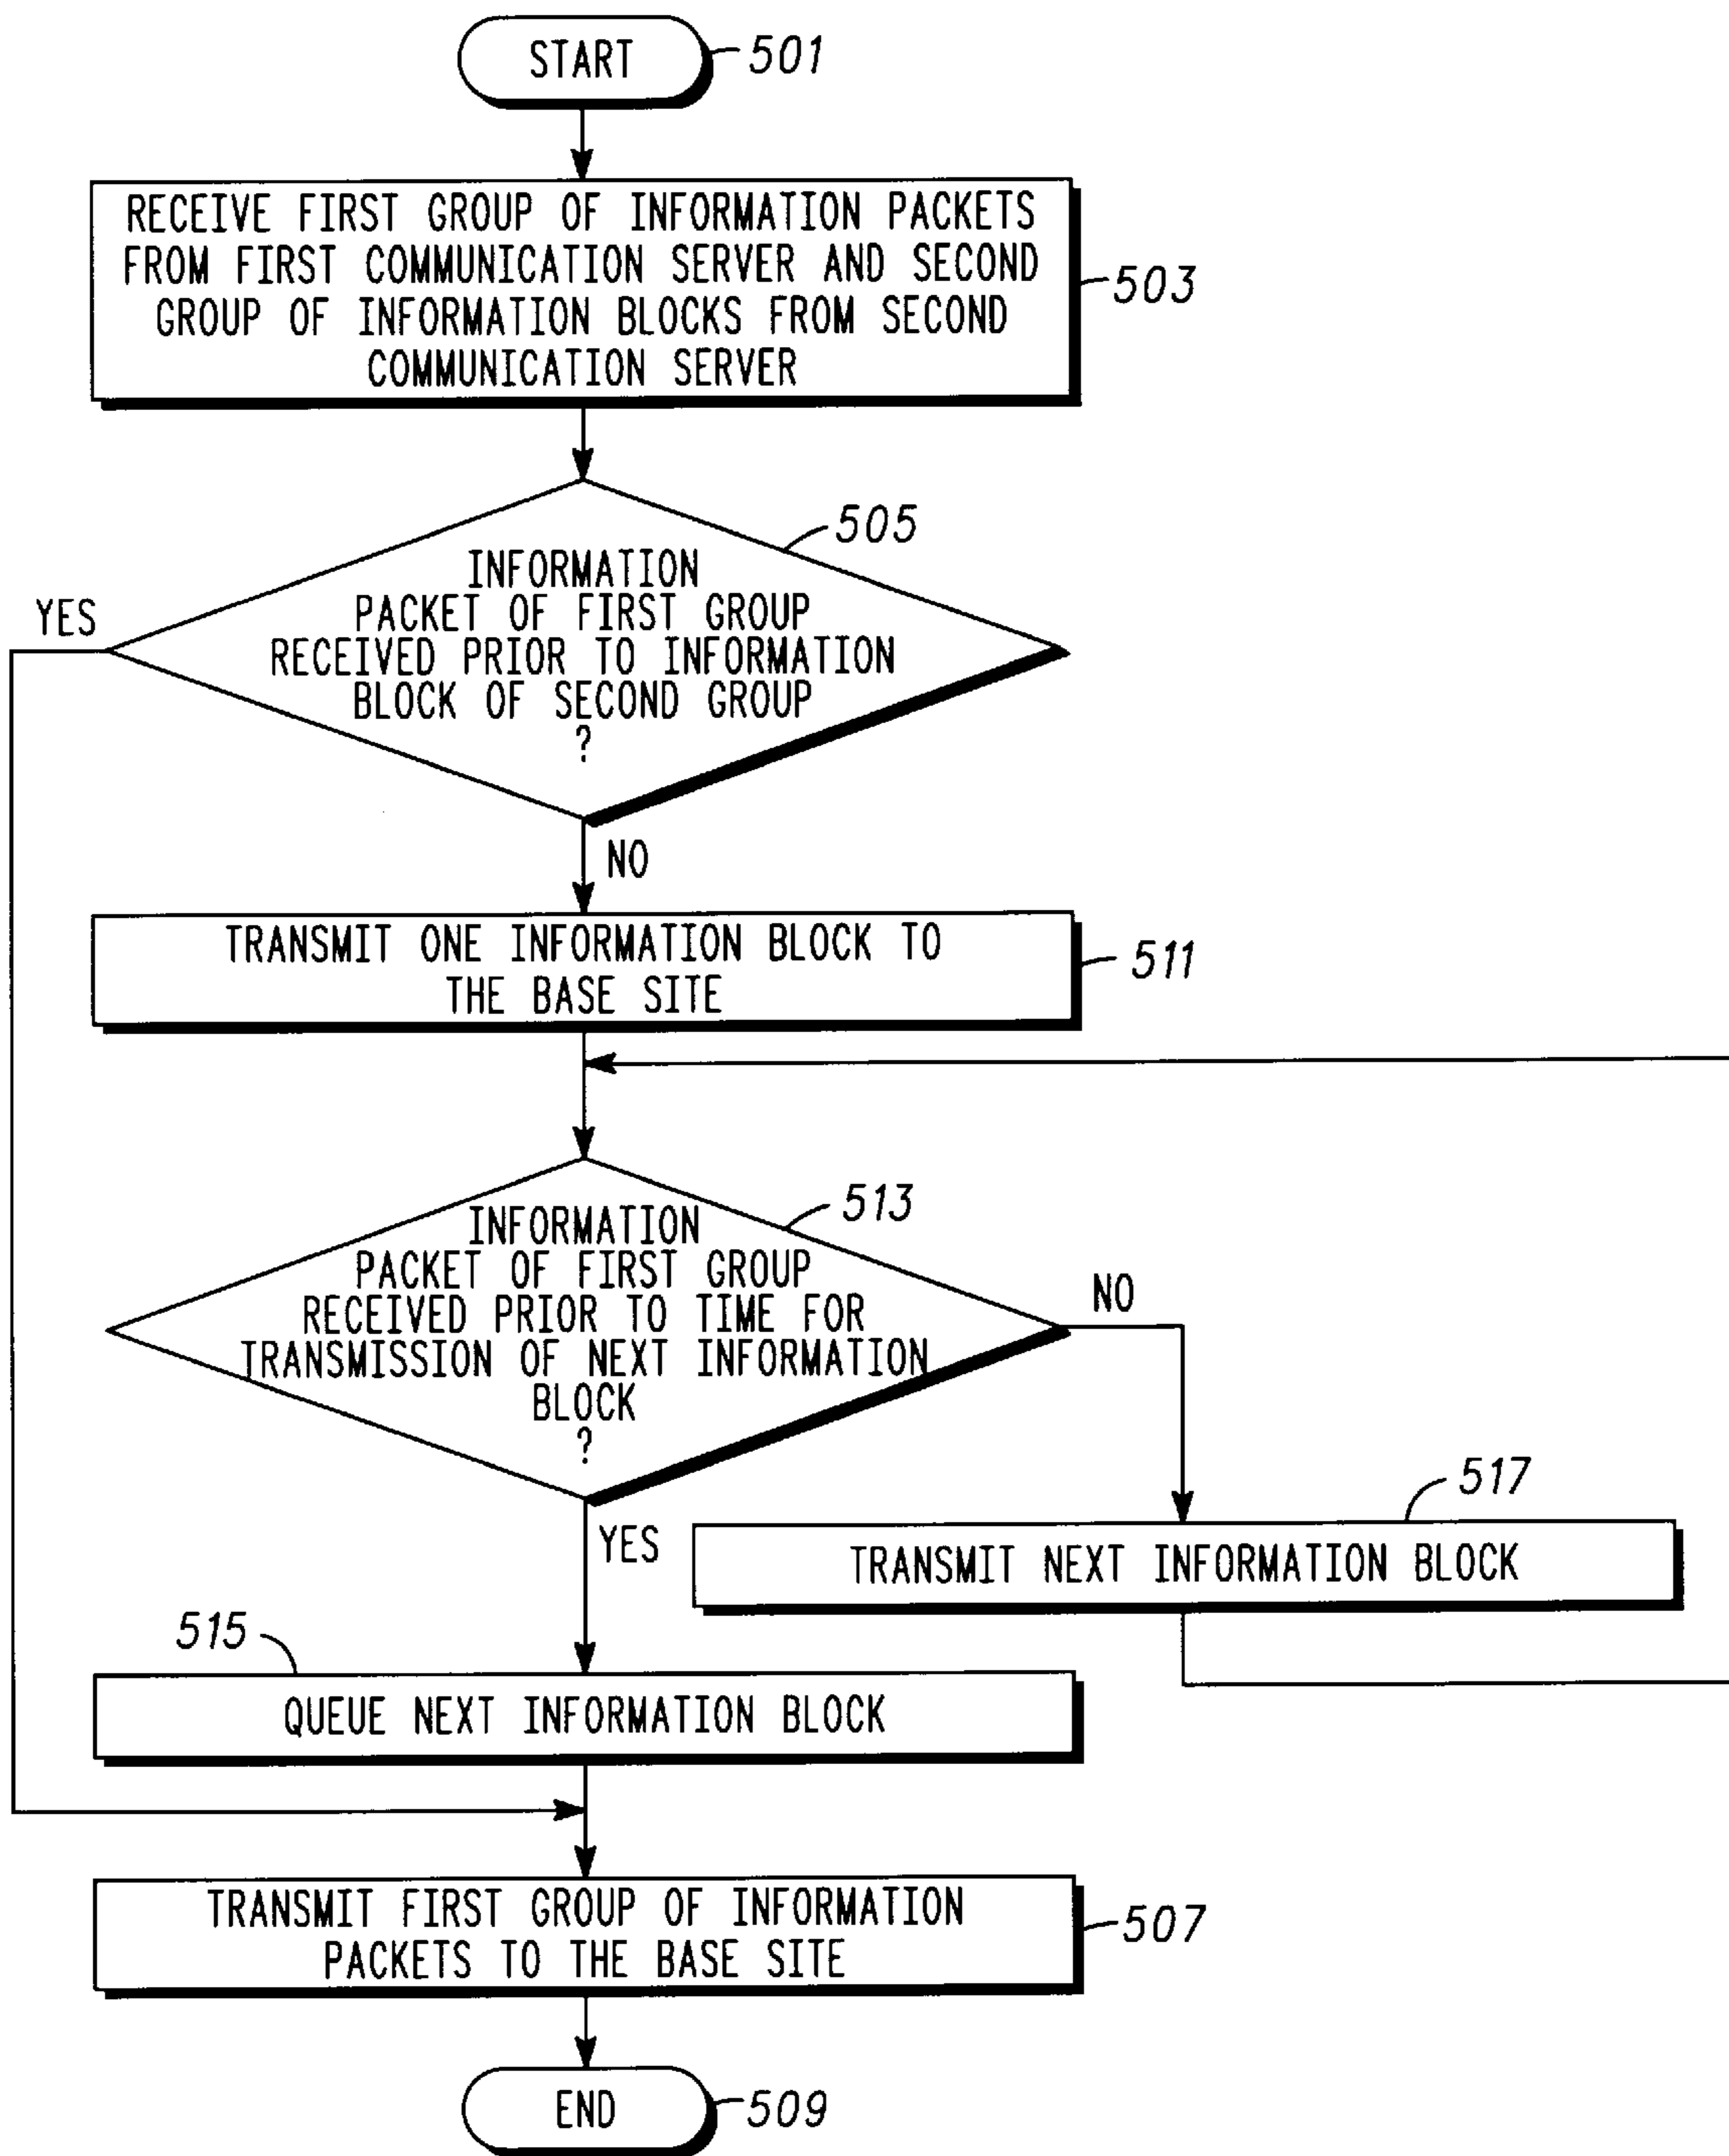 START
501
RECEIVE FIRST GROUP OF INFORMATION PACKETS
FROM FIRST COMMUNICATION SERVER AND SECOND
GROUP OF INFORMATION BLOCKS FROM SECOND
COMMUNICATION SERVER
503
505
INFORMATION
PACKET OF FIRST GROUP
RECEIVED PRIOR TO INFORMATION
BLOCK OF SECOND GROUP
?
YES
NO
TRANSMIT ONE INFORMATION BLOCK TO
THE BASE SITE
511
513
INFORMATION
PACKET OF FIRST GROUP
RECEIVED PRIOR TO TIME FOR
TRANSMISSION OF NEXT INFORMATION
BLOCK
?
NO
YES
517
TRANSMIT NEXT INFORMATION BLOCK
515
QUEUE NEXT INFORMATION BLOCK
TRANSMIT FIRST GROUP OF INFORMATION
PACKETS TO THE BASE SITE
507
END
509